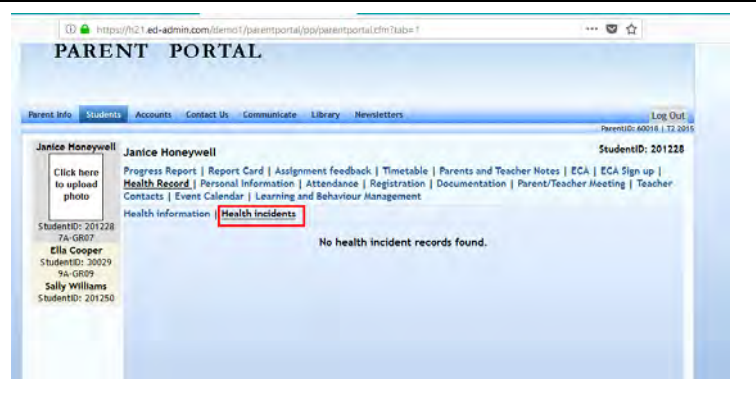 https://h21.ed-admin.com/demo1/parentportal/pp/parentportal.cfm?tab=1
PARENT PORTAL
Parent Info Students Accounts Contact Us Communicate Library Newsletters Log Out
ParentID: 60018 | T2 2015
Janice Honeywell
Click here
to upload
photo
StudentID: 201228
7A-GR07
Ella Cooper
StudentID: 30029
9A-GR09
Sally Williams
StudentID: 201250
Janice Honeywell StudentID: 201228
Progress Report | Report Card | Assignment feedback | Timetable | Parents and Teacher Notes | ECA | ECA Sign up |
Health Record | Personal Information | Attendance | Registration | Documentation | Parent/Teacher Meeting | Teacher
Contacts | Event Calendar | Learning and Behaviour Management
Health information | Health incidents
No health incident records found.